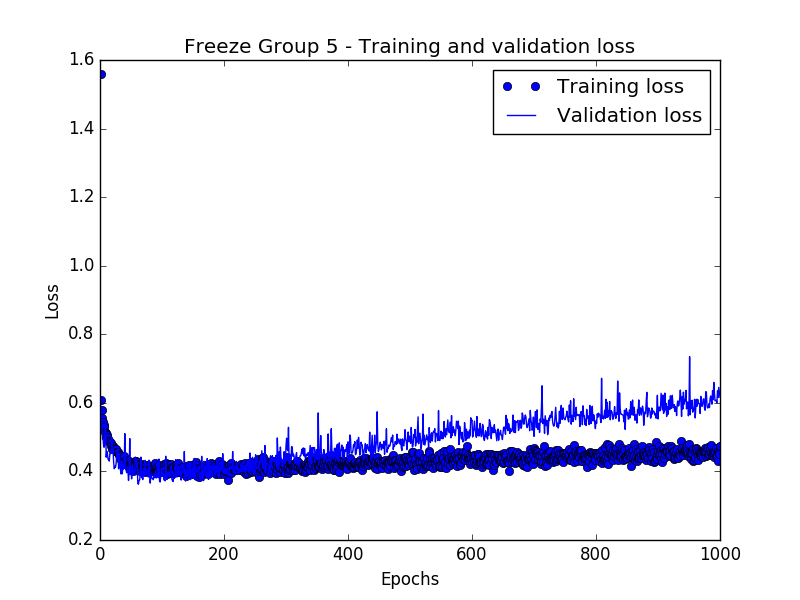 Freeze Group 5 - Training and validation loss
1.6
Training loss
Validation loss
1.4
1.2
1.0
Loss
0.8
0.6
0.4
0.2
0 200 400 600 800 1000
Epochs